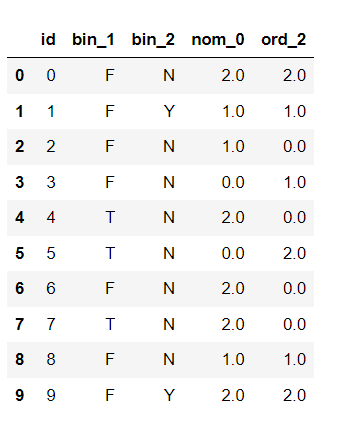 id bin_1 bin_2 nom_0 ord_2
0 0 F N 2.0 2.0
1 1 F Y 1.0 1.0
2 2 F N 1.0 0.0
3 3 F N 0.0 1.0
4 4 T N 2.0 0.0
5 5 T N 0.0 2.0
6 6 F N 2.0 0.0
7 7 T N 2.0 0.0
8 8 F N 1.0 1.0
9 9 F Y 2.0 2.0